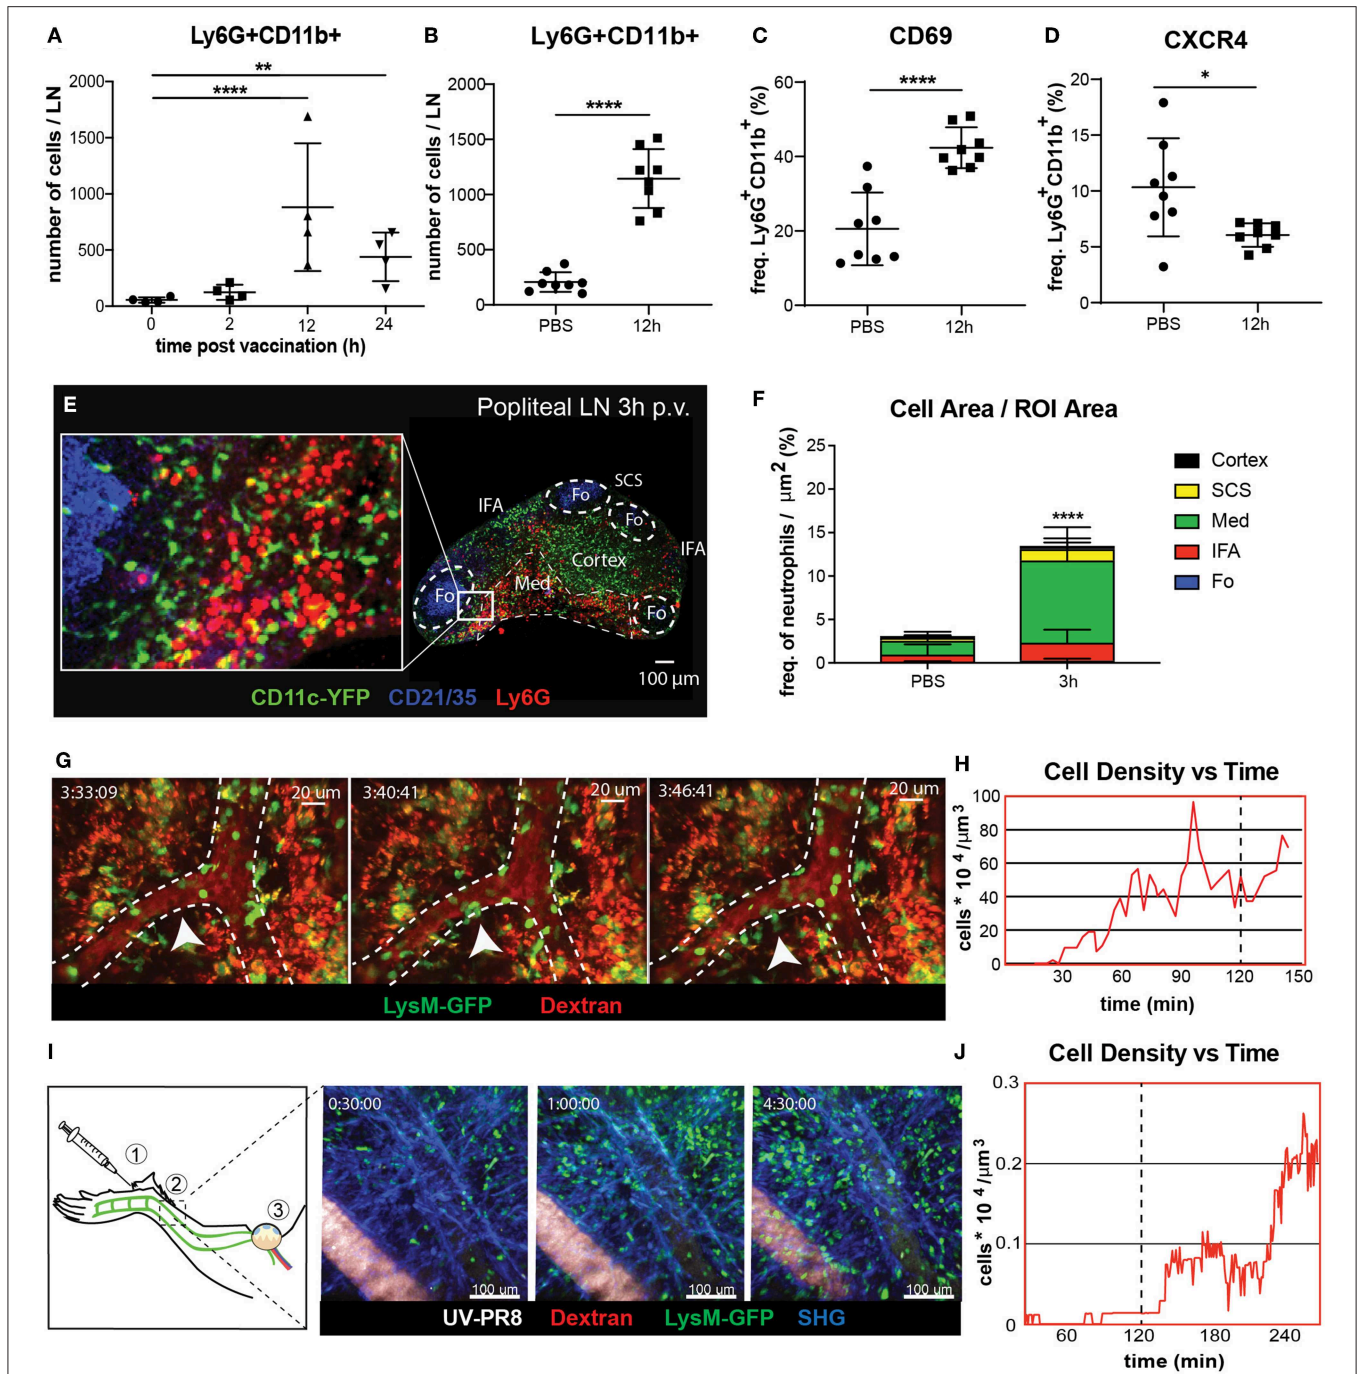 A
Ly6G+CD11b+
number of cells / LN
2000
1500
1000
500
0
**
****
0
2
12
24
time post vaccination (h)
B
Ly6G+CD11b+
number of cells / LN
2000
1500
1000
500
0
****
PBS
12h
C
CD69
freq. Ly6G+CD11b+ (%)
60
40
20
0
****
PBS
12h
D
CXCR4
freq. Ly6G+CD11b+ (%)
20
15
10
5
0
*
PBS
12h
E
Popliteal LN 3h p.v.
SCS
Fo
IFA
Fo
IFA
Cortex
Med
Fo
Fo
100 μm
CD11c-YFP CD21/35 Ly6G
F
Cell Area / ROI Area
freq. of neutrophils / μm2 (%)
25
20
15
10
5
0
****
PBS
3h
Cortex
SCS
Med
IFA
Fo
G
3:33:09
20 um
3:40:41
20 um
3:46:41
20 um
LysM-GFP Dextran
H
Cell Density vs Time
cells* 10 4 /μm3
100
80
60
40
20
0
30
60
90
120
150
time (min)
I
1
2
3
0:30:00
100 um
1:00:00
100 um
4:30:00
100 um
UV-PR8 Dextran LysM-GFP SHG
J
Cell Density vs Time
cells* 10 4 /μm3
0.3
0.2
0.1
0
60
120
180
240
time (min)